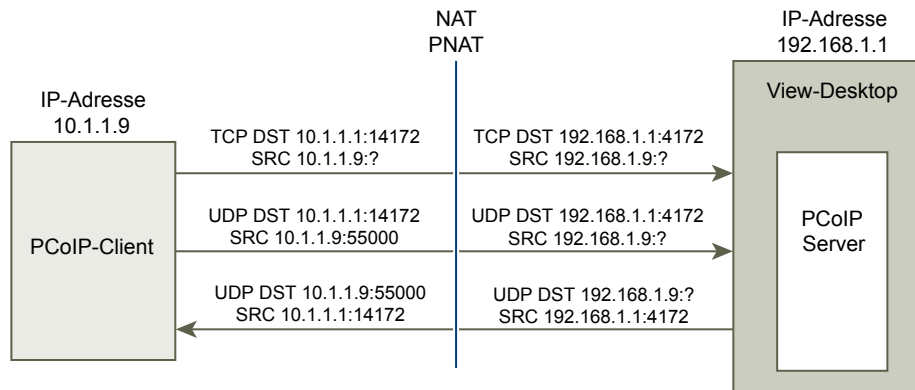 NAT
PNAT
IP-Adresse
192.168.1.1
View-Desktop
IP-Adresse
10.1.1.9
TCP DST 10.1.1.1:14172
SRC 10.1.1.9:?
TCP DST 192.168.1.1:4172
SRC 192.168.1.9:?
PCoIP-Client
UDP DST 10.1.1.1:14172
SRC 10.1.1.9:55000
UDP DST 192.168.1.1:4172
SRC 192.168.1.9:?
PCoIP
Server
UDP DST 10.1.1.9:55000
SRC 10.1.1.1:14172
UDP DST 192.168.1.9:?
SRC 192.168.1.1:4172